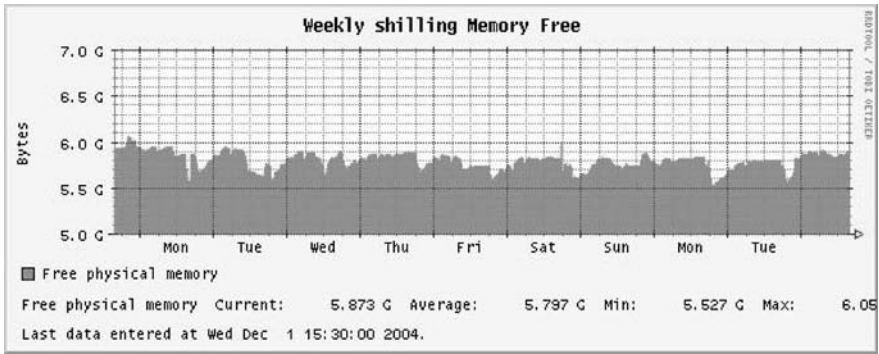 Weekly shilling Memory Free
RRDTOOL / TOBI OETIKER
7.0 G
6.5 G
6.0 G
5.5 G
5.0 G
Bytes
Mon Tue Wed Thu Fri Sat Sun Mon Tue
Free physical memory
Free physical memory Current: 5.873 G Average: 5.797 G Min: 5.527 G Max: 6.05
Last data entered at Wed Dec 1 15:30:00 2004.